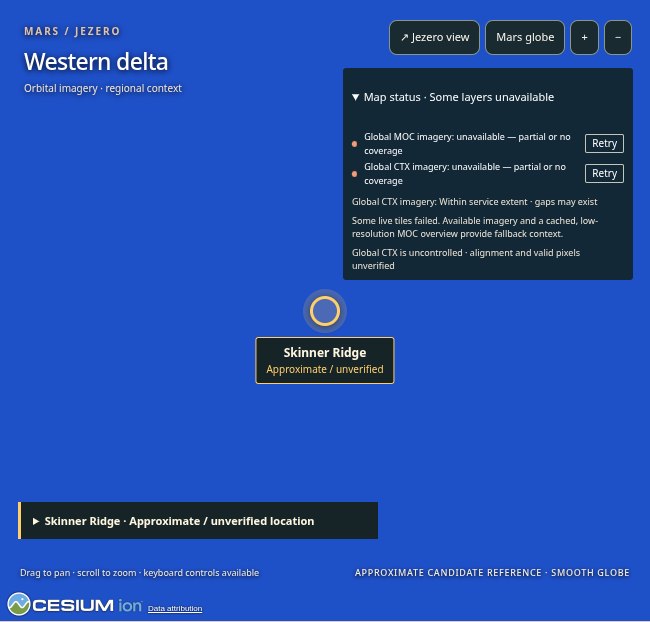 MARS / JEZERO
Western delta
Orbital imagery · regional context
↗ Jezero view
Mars globe
+
−
▼ Map status · Some layers unavailable
Global MOC imagery: unavailable — partial or no
coverage
Retry
Global CTX imagery: unavailable — partial or no
coverage
Retry
Global CTX imagery: Within service extent · gaps may exist
Some live tiles failed. Available imagery and a cached, low-
resolution MOC overview provide fallback context.
Global CTX is uncontrolled · alignment and valid pixels
unverified
Skinner Ridge
Approximate / unverified
▶ Skinner Ridge · Approximate / unverified location
Drag to pan · scroll to zoom · keyboard controls available
APPROXIMATE CANDIDATE REFERENCE · SMOOTH GLOBE
CESIUM ion
Data attribution